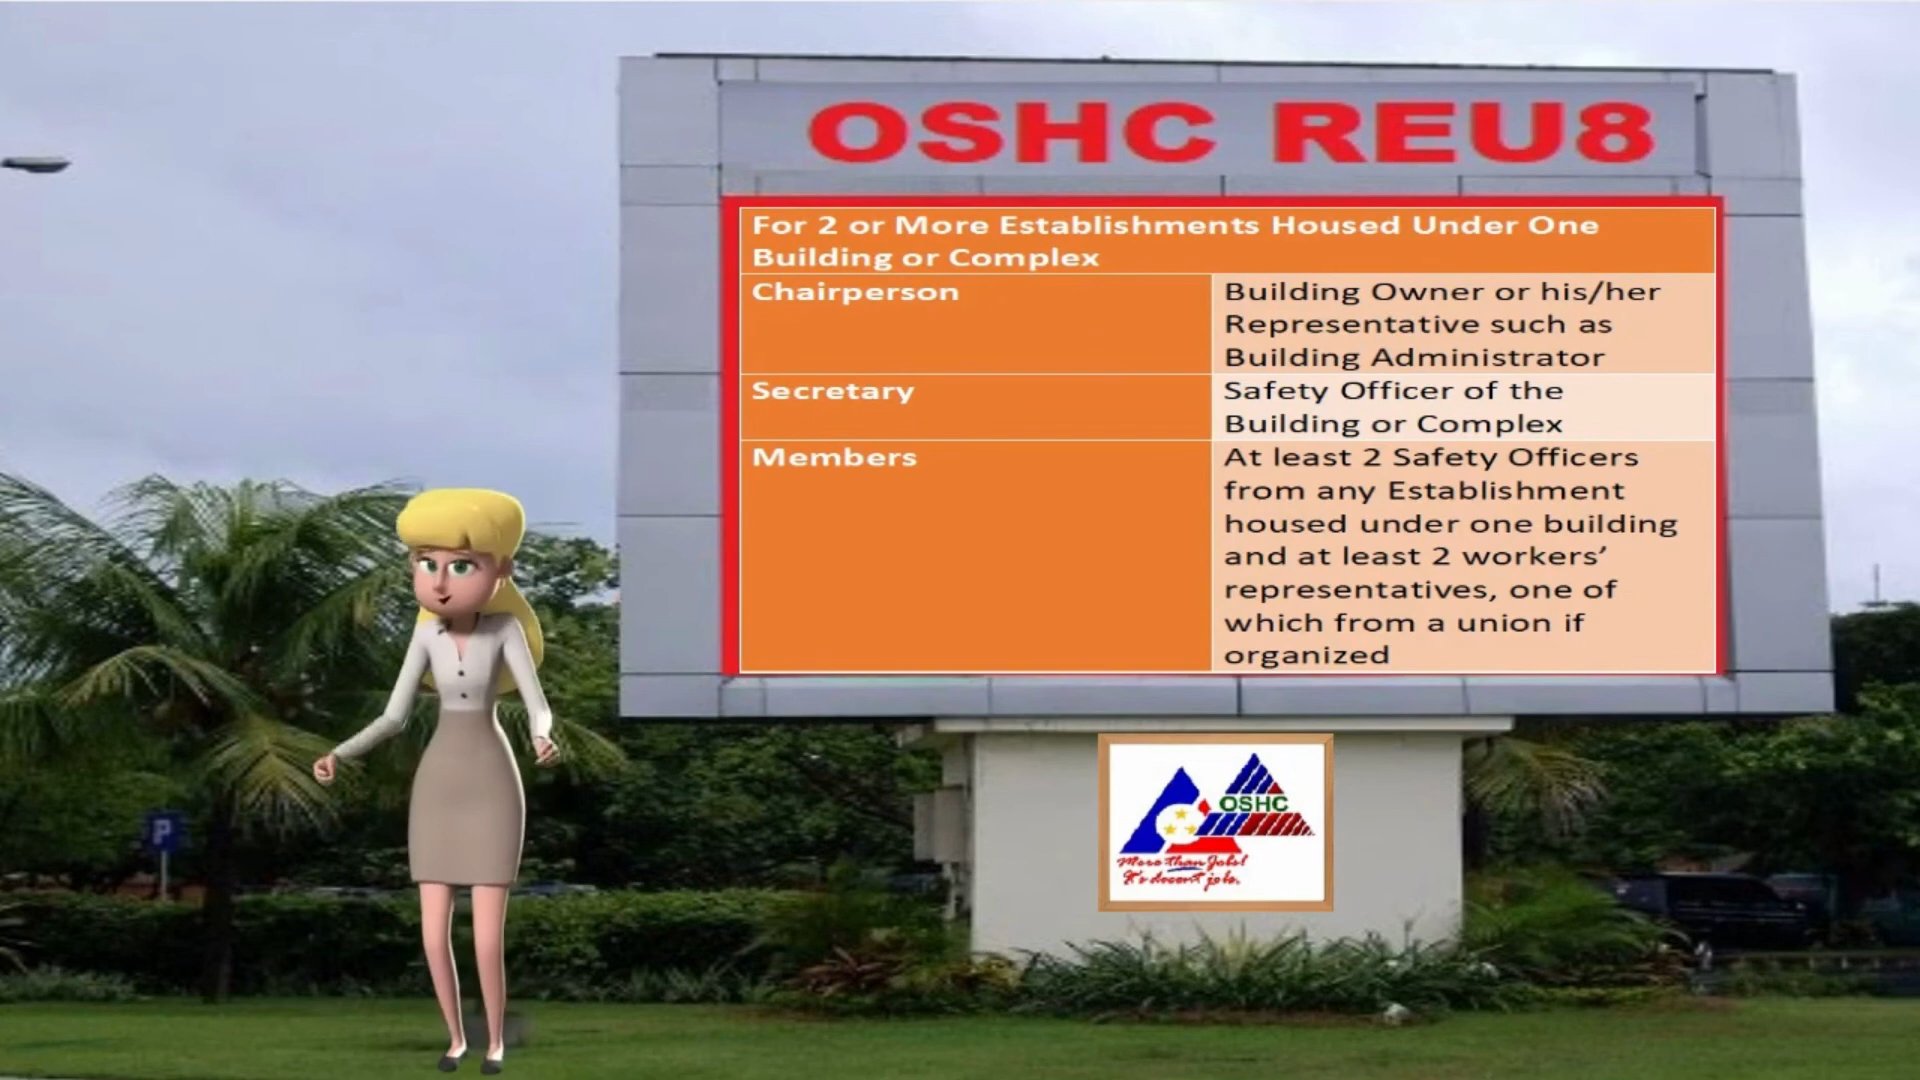 OSHC REU8
For 2 or More Establishments Housed Under One
Building or Complex
Chairperson
Building Owner or his/her
Representative such as
Building Administrator
Secretary
Safety Officer of the
Building or Complex
Members
At least 2 Safety Officers
from any Establishment
housed under one building
and at least 2 workers’
representatives, one of
which from a union if
organized
OSHC
More than Jobs!
It's decent jobs.
P